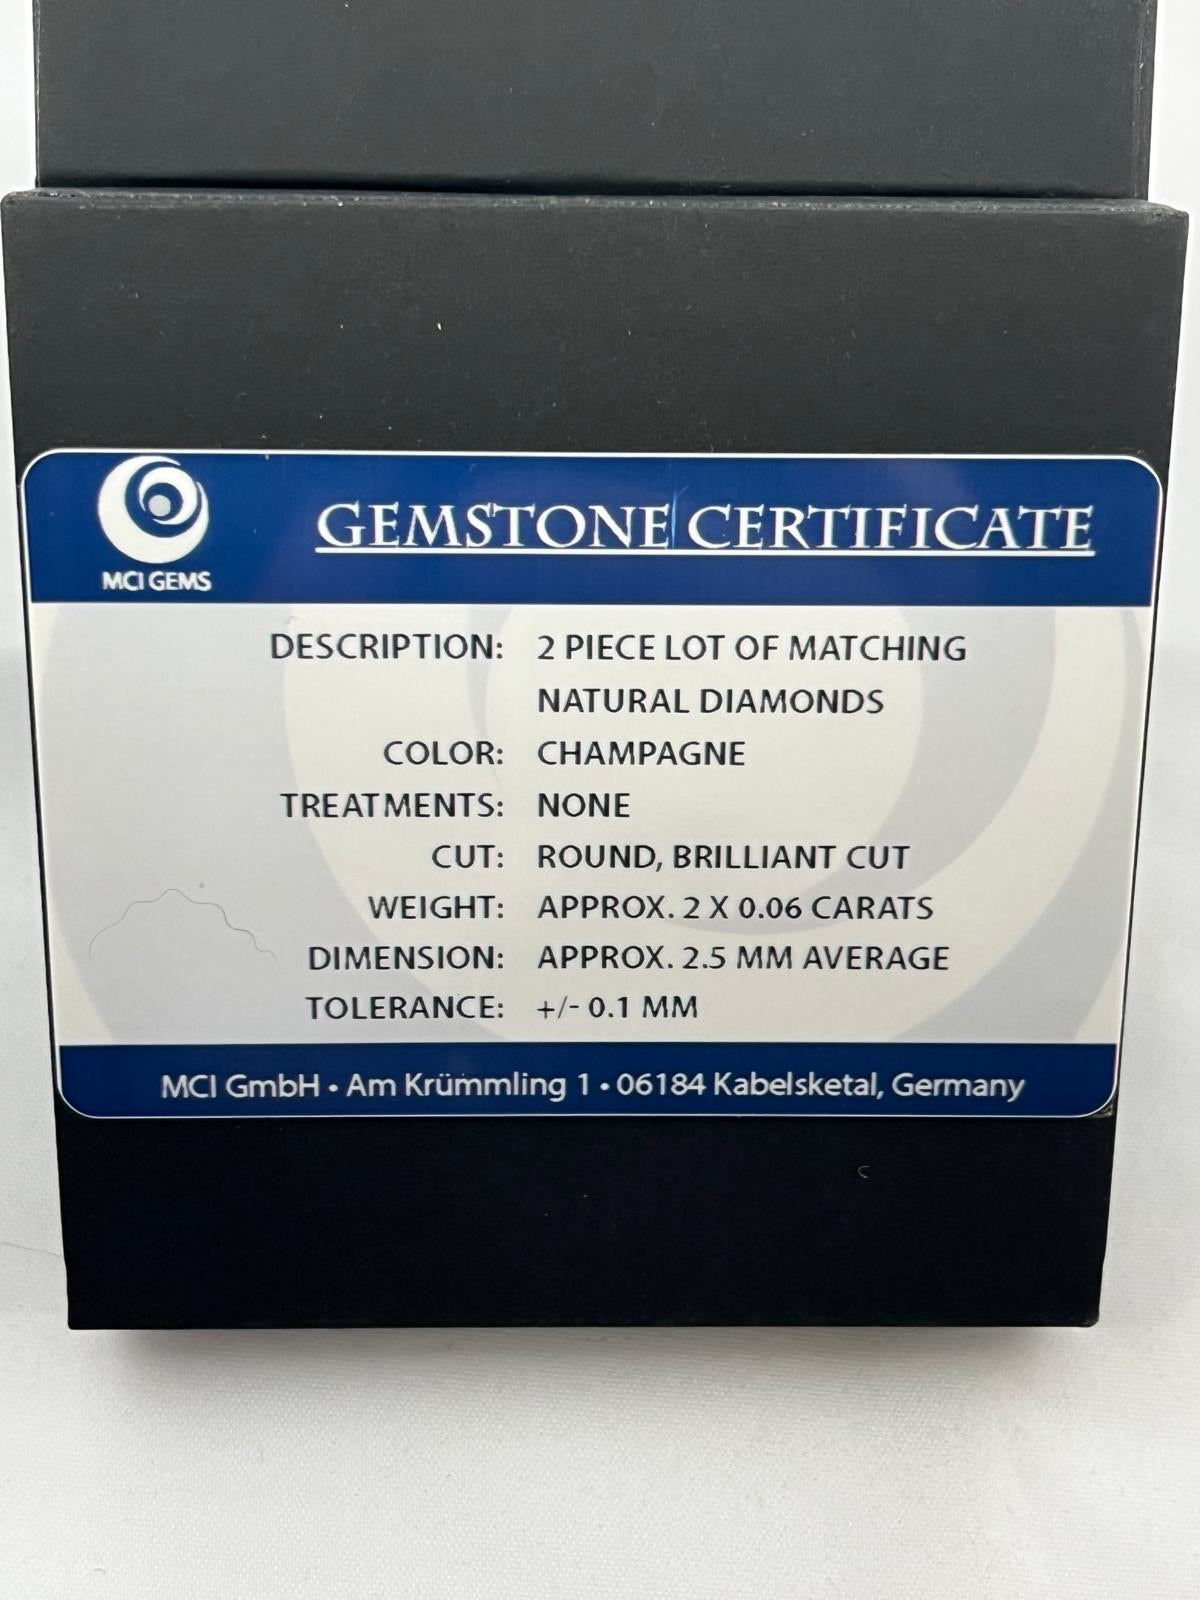 GEMSTONE CERTIFICATE
MCI GEMS
DESCRIPTION: 2 PIECE LOT OF MATCHING
NATURAL DIAMONDS
COLOR: CHAMPAGNE
TREATMENTS: NONE
CUT: ROUND, BRILLIANT CUT
WEIGHT: APPROX. 2 X 0.06 CARATS
DIMENSION: APPROX. 2.5 MM AVERAGE
TOLERANCE: +/- 0.1 MM
MCI GmbH • Am Krümmling 1 • 06184 Kabelsketal, Germany